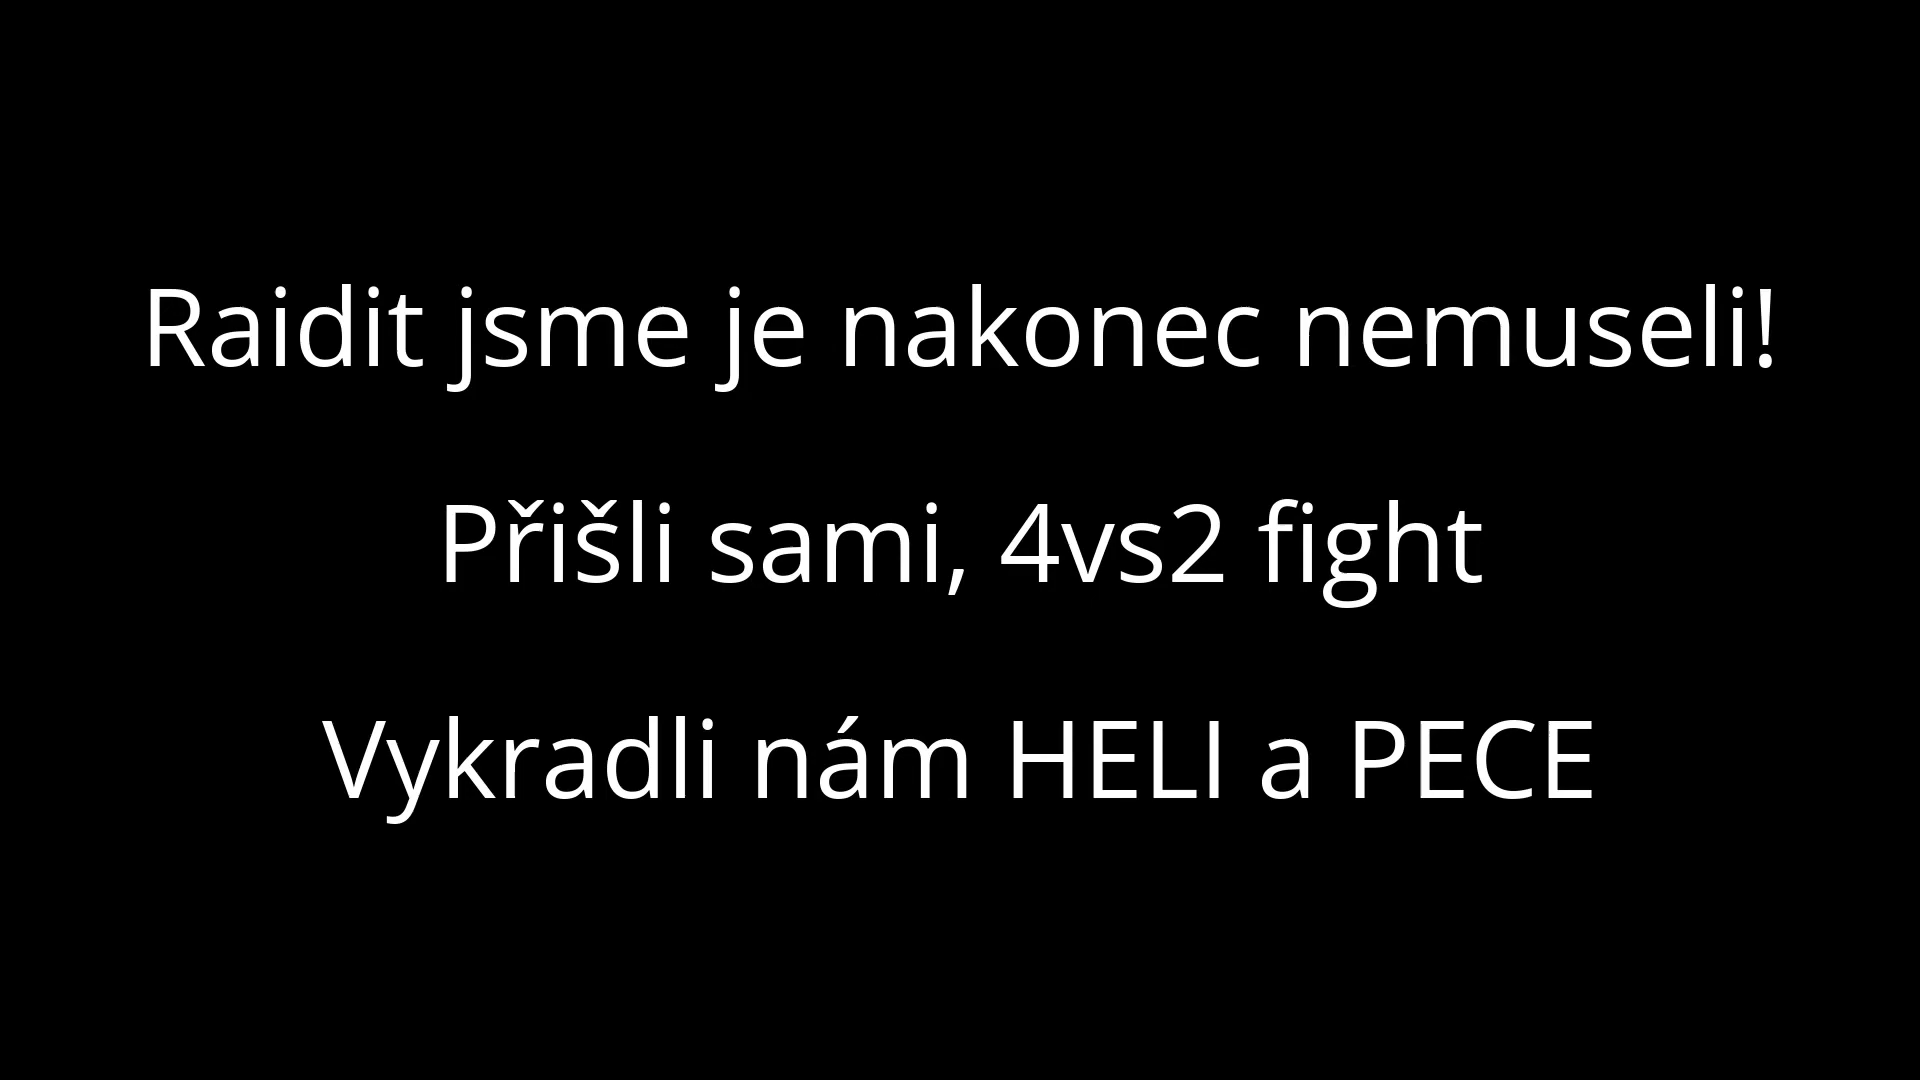 Raidit jsme je nakonec nemuseli!
Přišli sami, 4vs2 fight
Vykradli nám HELI a PECE